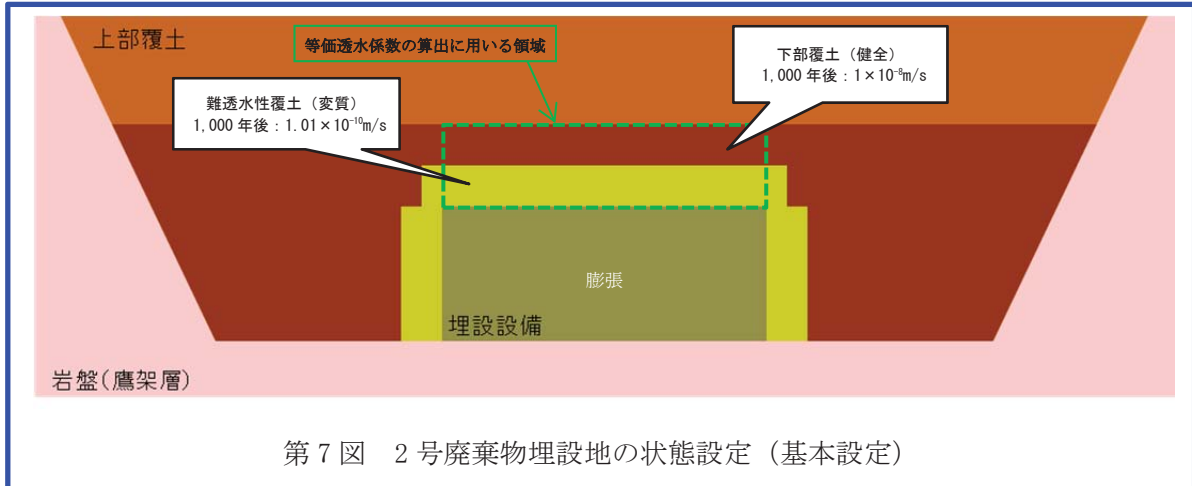 上部覆土
等価透水係数の算出に用いる領域
下部覆土（健全）
1,000 年後：1×10⁻⁸m/s
難透水性覆土（変質）
1,000 年後：1.01×10⁻¹⁰m/s
膨張
埋設設備
岩盤(鷹架層)
第７図　２号廃棄物埋設地の状態設定（基本設定）